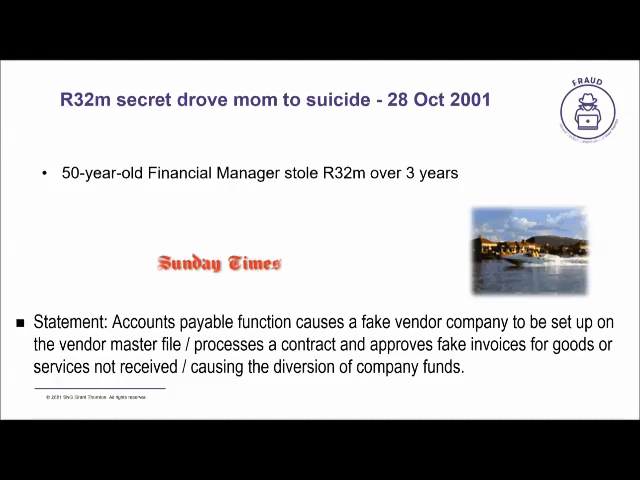 R32m secret drove mom to suicide - 28 Oct 2001
FRAUD
• 50-year-old Financial Manager stole R32m over 3 years
Sunday Times
■ Statement: Accounts payable function causes a fake vendor company to be set up on
the vendor master file / processes a contract and approves fake invoices for goods or
services not received / causing the diversion of company funds.
© 2021 SNG Grant Thornton. All rights reserved.